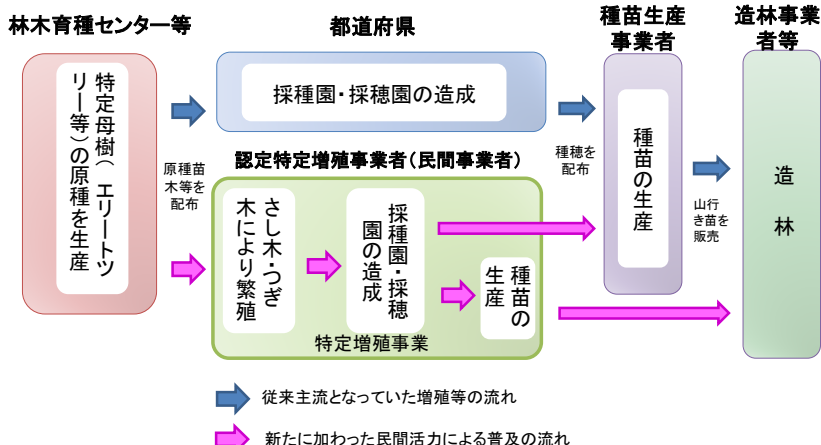 林木育種センター等
都道府県
種苗生産
事業者
造林事業
者等
特定母樹（エリートツ
リー等）の原種を生産
原種苗
木等を
配布
採種園・採穂園の造成
種穂を
配布
認定特定増殖事業者（民間事業者）
さし木・つぎ
木により繁殖
採種園・採穂
園の造成
種苗の
生産
特定増殖事業
種苗の生産
山行
き苗を
販売
造林
従来主流となっていた増殖等の流れ
新たに加わった民間活力による普及の流れ